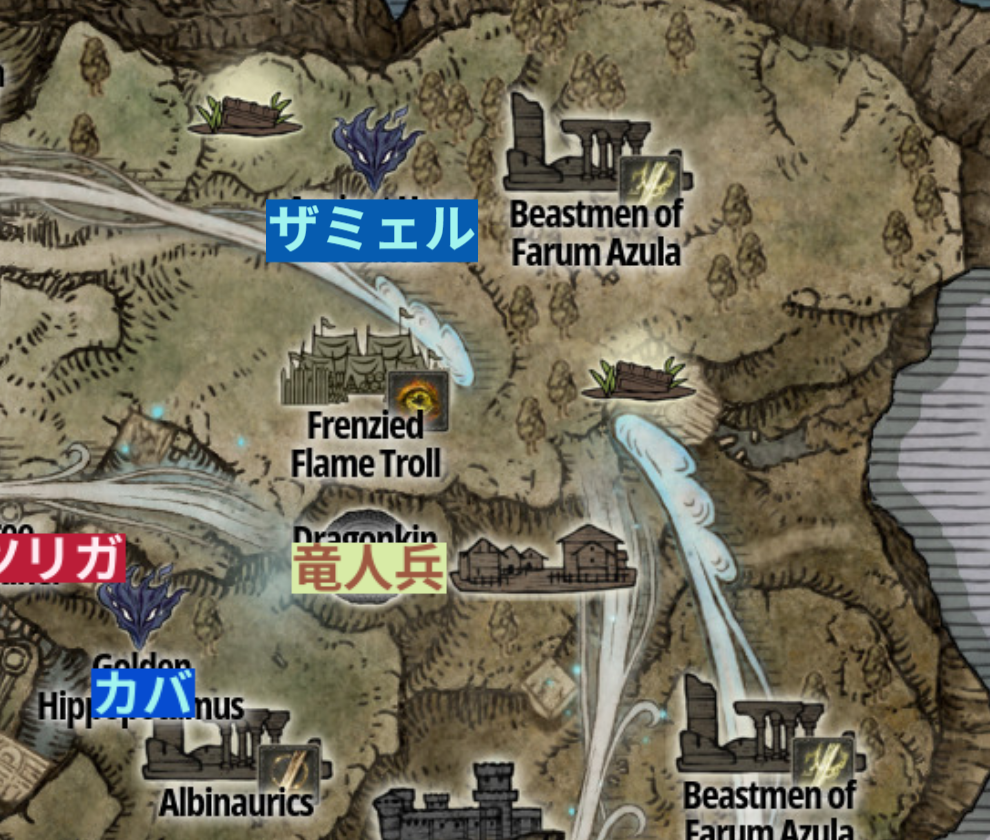 ザミェル
Beastmen of
Farum Azula
Frenzied
Flame Troll
Dragonkin
竜人兵
ツリガ
Golden
カバ
Albinaurics
Beastmen of
Farum Azula